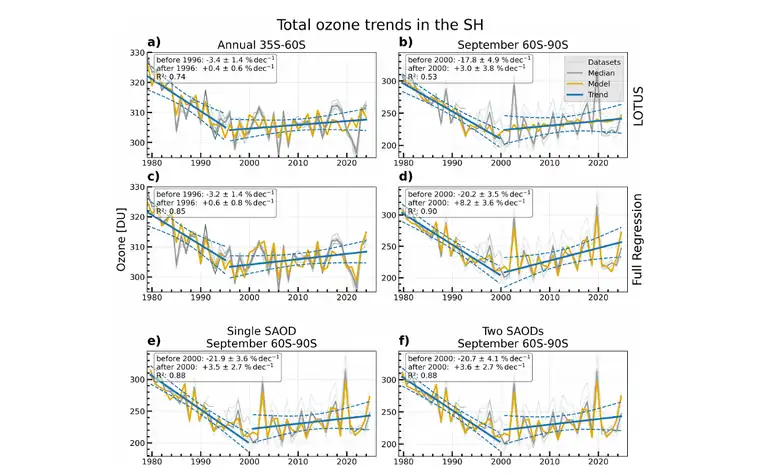 Total ozone trends in the SH
a)
Annual 35S-60S
before 1996: -3.4 ± 1.4 % dec⁻¹
after 1996: +0.4 ± 0.6 % dec⁻¹
R²: 0.74
330
320
310
300
1980
1990
2000
2010
2020
b)
September 60S-90S
before 2000: -17.8 ± 4.9 % dec⁻¹
after 2000: +3.0 ± 3.8 % dec⁻¹
R²: 0.53
Datasets
Median
Model
Trend
300
250
200
1980
1990
2000
2010
2020
LOTUS
c)
before 1996: -3.2 ± 1.4 % dec⁻¹
after 1996: +0.6 ± 0.8 % dec⁻¹
R²: 0.85
Ozone [DU]
330
320
310
300
1980
1990
2000
2010
2020
d)
before 2000: -20.2 ± 3.5 % dec⁻¹
after 2000: +8.2 ± 3.6 % dec⁻¹
R²: 0.90
300
250
200
1980
1990
2000
2010
2020
Full Regression
e)
Single SAOD
September 60S-90S
before 2000: -21.9 ± 3.6 % dec⁻¹
after 2000: +3.5 ± 2.7 % dec⁻¹
R²: 0.88
300
250
200
1980
1990
2000
2010
2020
f)
Two SAODs
September 60S-90S
before 2000: -20.7 ± 4.1 % dec⁻¹
after 2000: +3.6 ± 2.7 % dec⁻¹
R²: 0.88
300
250
200
1980
1990
2000
2010
2020